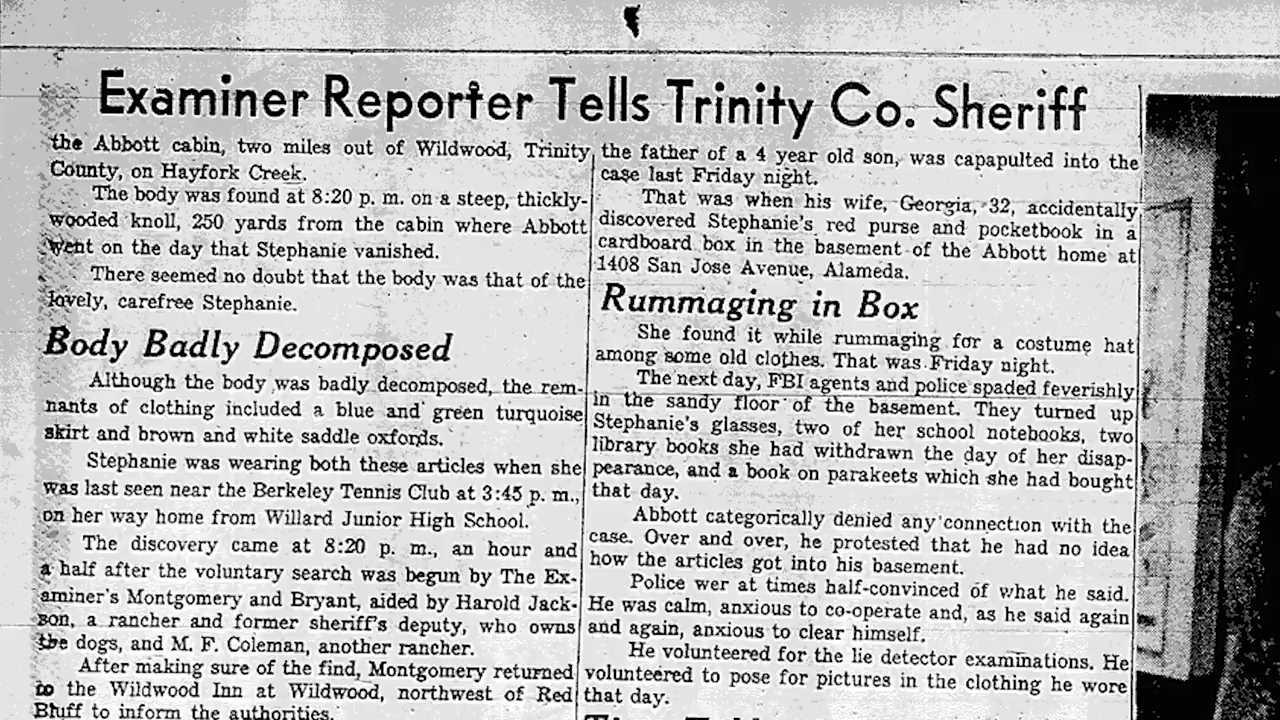 Examiner Reporter Tells Trinity Co. Sheriff
the Abbott cabin, two miles out of Wildwood, Trinity
County, on Hayfork Creek.
The body was found at 8:20 p. m. on a steep, thickly-
wooded knoll, 250 yards from the cabin where Abbott
went on the day that Stephanie vanished.
There seemed no doubt that the body was that of the
lovely, carefree Stephanie.
Body Badly Decomposed
Although the body was badly decomposed, the rem-
nants of clothing included a blue and green turquoise
skirt and brown and white saddle oxfords.
Stephanie was wearing both these articles when she
was last seen near the Berkeley Tennis Club at 3:45 p. m.,
on her way home from Willard Junior High School.
The discovery came at 8:20 p. m., an hour and
a half after the voluntary search was begun by The Ex-
aminer's Montgomery and Bryant, aided by Harold Jack-
son, a rancher and former sheriff's deputy, who owns
the dogs, and M. F. Coleman, another rancher.
After making sure of the find, Montgomery returned
to the Wildwood Inn at Wildwood, northwest of Red
Bluff to inform the authorities.
the father of a 4 year old son, was capapulted into the
case last Friday night.
That was when his wife, Georgia, 32, accidentally
discovered Stephanie's red purse and pocketbook in a
cardboard box in the basement of the Abbott home at
1408 San Jose Avenue, Alameda.
Rummaging in Box
She found it while rummaging for a costume hat
among some old clothes. That was Friday night.
The next day, FBI agents and police spaded feverishly
in the sandy floor of the basement. They turned up
Stephanie's glasses, two of her school notebooks, two
library books she had withdrawn the day of her disap-
pearance, and a book on parakeets which she had bought
that day.
Abbott categorically denied any connection with the
case. Over and over, he protested that he had no idea
how the articles got into his basement.
Police wer at times half-convinced of what he said.
He was calm, anxious to co-operate and, as he said again
and again, anxious to clear himself.
He volunteered for the lie detector examinations. He
volunteered to pose for pictures in the clothing he wore
that day.